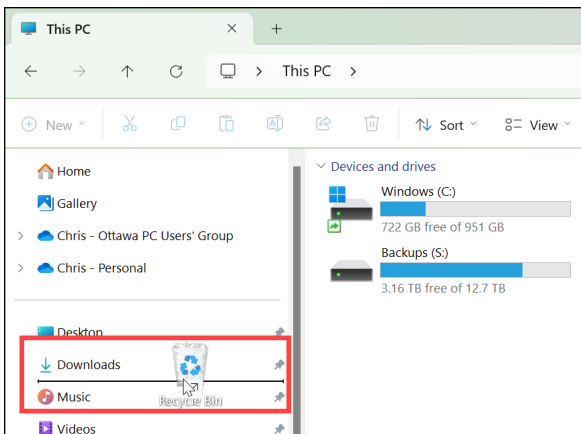 This PC
This PC
New
Sort
View
Home
Gallery
Chris - Ottawa PC Users' Group
Chris - Personal
Desktop
Downloads
Recycle Bin
Music
Videos
Devices and drives
Windows (C:)
722 GB free of 951 GB
Backups (S:)
3.16 TB free of 12.7 TB